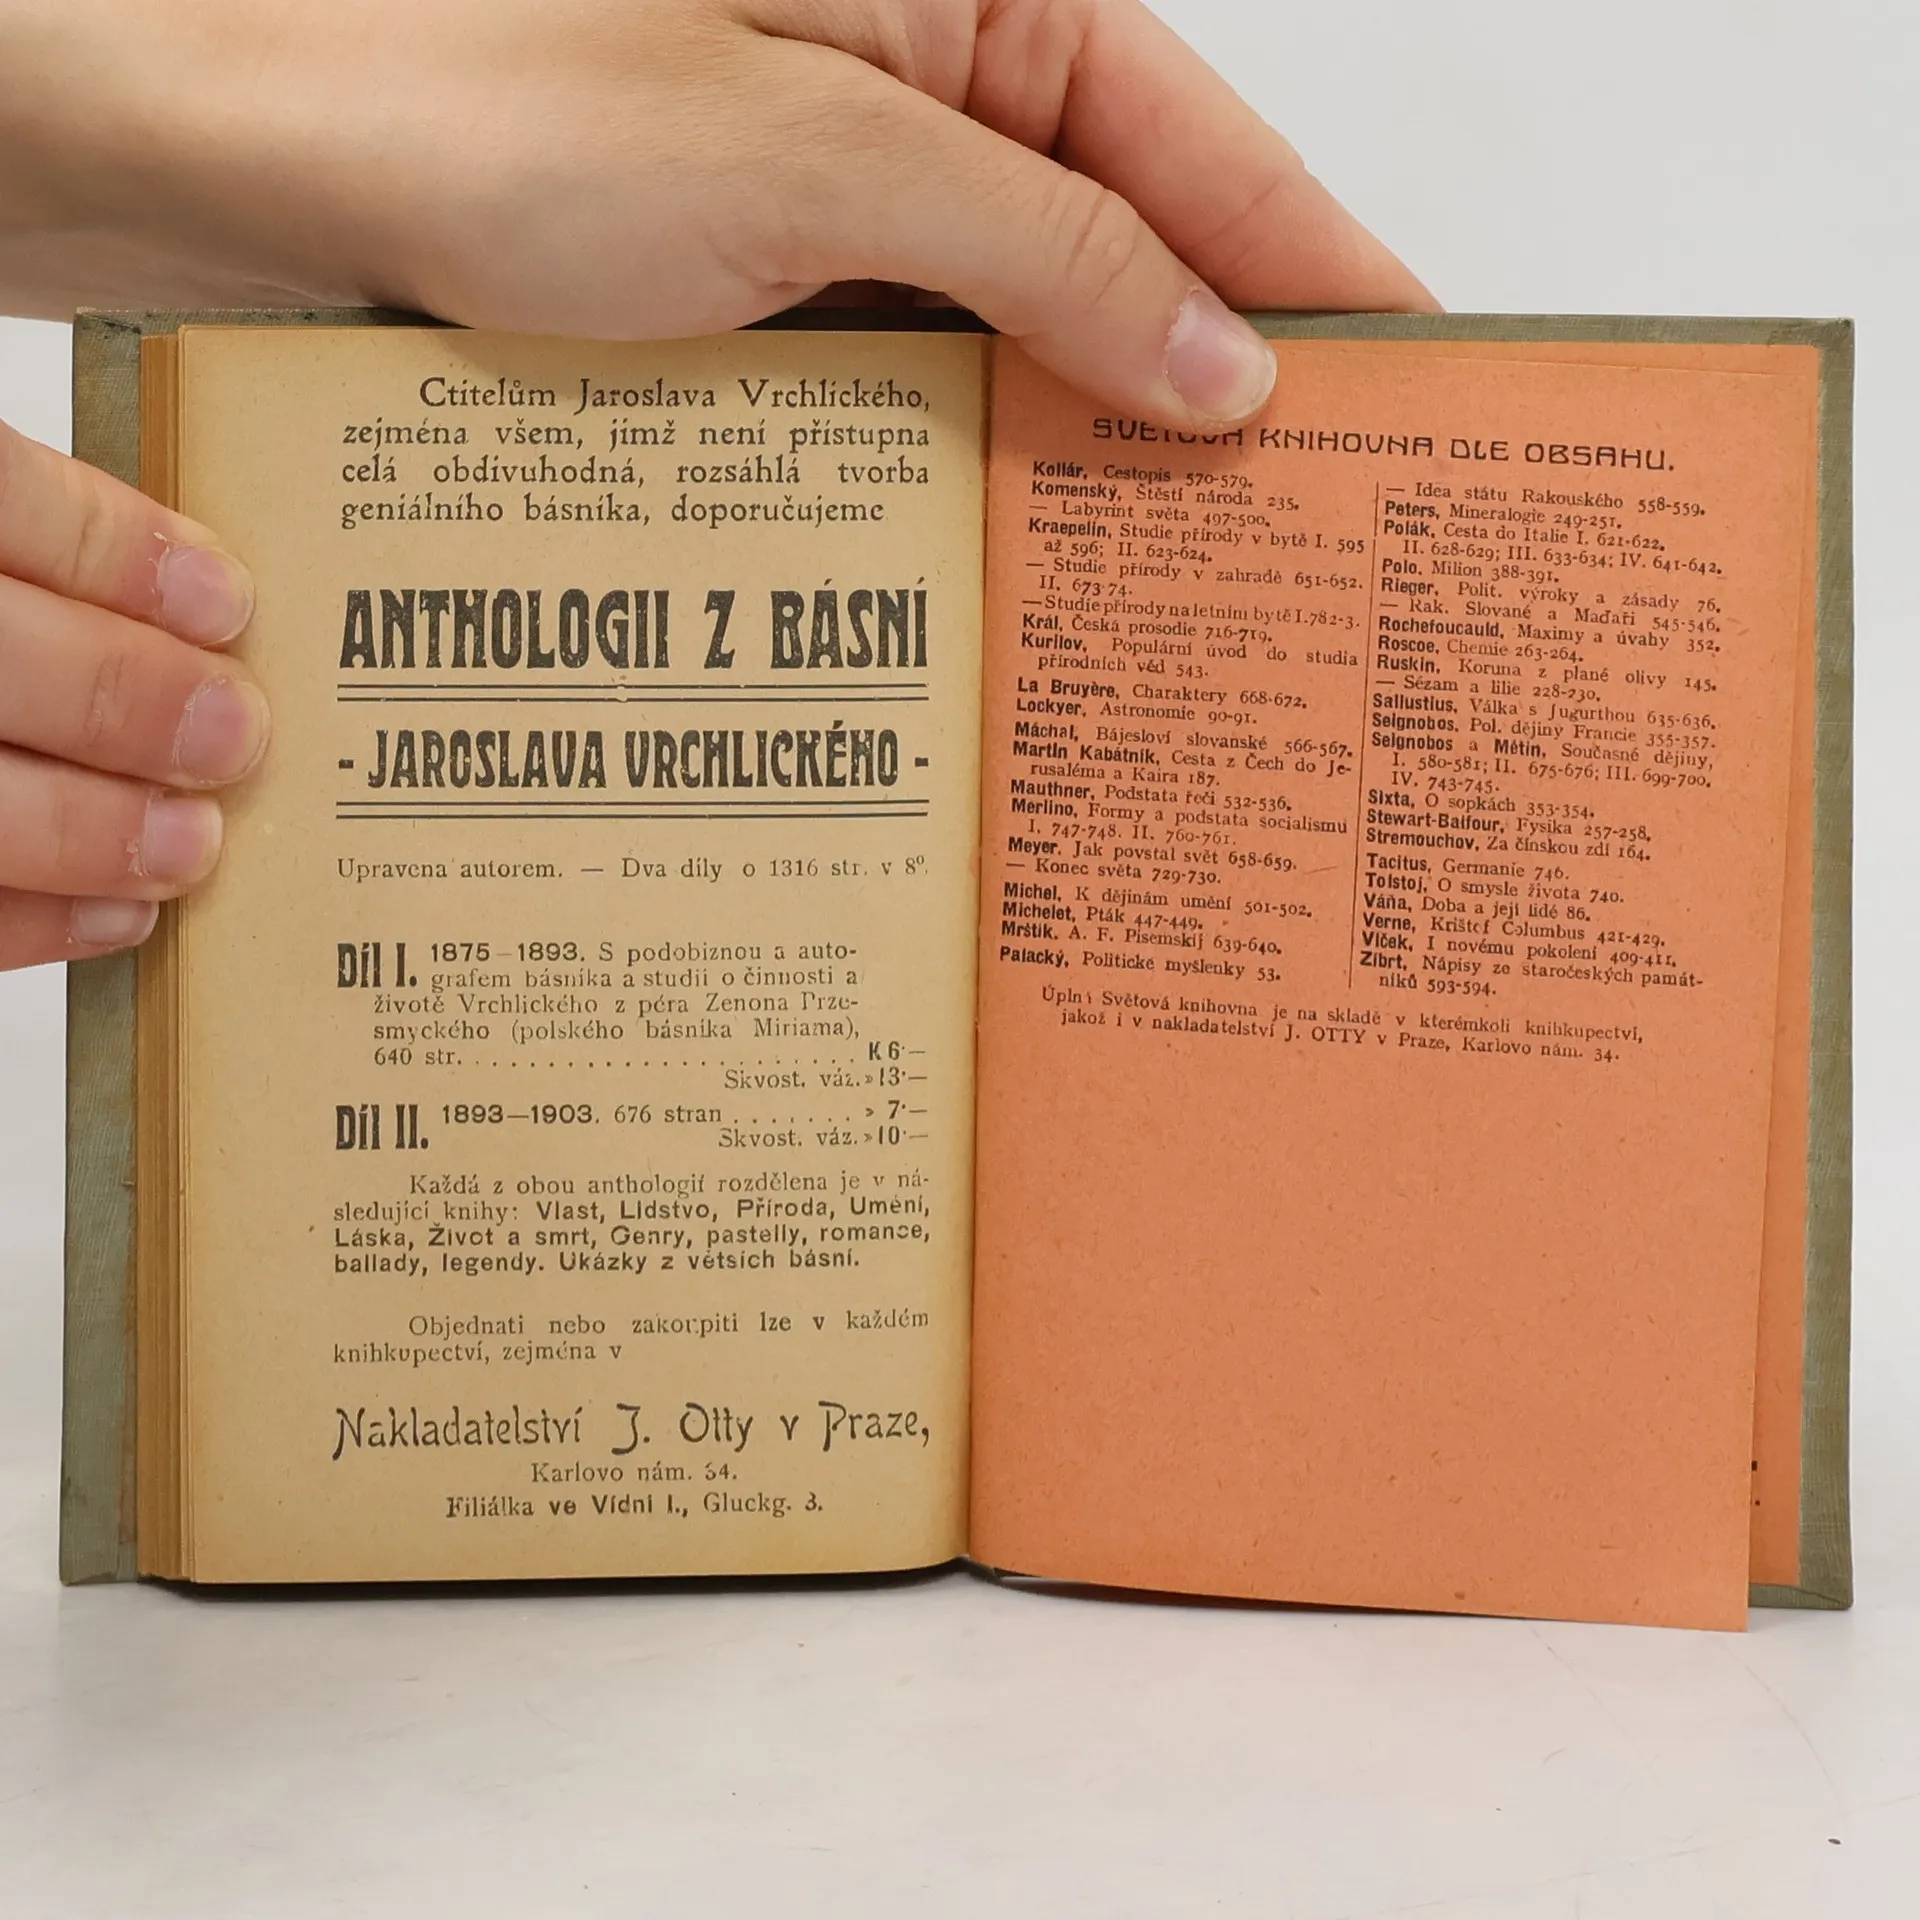 Ctitelům Jaroslava Vrchlického,
zejména všem, jimž není přístupna
celá obdivuhodná, rozsáhlá tvorba
geniálního básníka, doporučujeme
ANTHOLOGII Z BÁSNÍ
- JAROSLAVA VRCHLICKÉHO -
Upravena autorem. — Dva díly o 1316 str. v 8⁰.
Díl I. 1875–1893. S podobiznou a auto-
grafem básníka a studii o činnosti a
životě Vrchlického z péra Zenona Przc-
smyckého (polského básníka Miriama),
640 str. . . . . . . . . . . . . . . . . . . . . K 6·—
Skvost. váz. » 13·—
Díl II. 1893—1903. 676 stran . . . . . . . » 7·—
Skvost. váz. » 10·—
Každá z obou anthologií rozdělena je v ná-
sledující knihy: Vlast, Lidstvo, Příroda, Umění,
Láska, Život a smrt, Genry, pastelly, romance,
ballady, legendy. Ukázky z větsích básní.
Objednati nebo zakoupiti lze v každém
knihkupectví, zejména v
Nakladatelství J. Otty v Praze,
Karlovo nám. 34.
Filiálka ve Vídni I., Gluckg. 3.
SVĚTOVÁ KNIHOVNA DLE OBSAHU.
Kollár, Cestopis 570-579.
Komenský, Štěstí národa 235.
— Labyrint světa 497-500.
Kraepelin, Studie přírody v bytě I. 595
až 596; II. 623-624.
— Studie přírody v zahradě 651-652.
II. 673-74.
— Studie přírody na letním bytě I. 782-3.
Král, Česká prosodie 716-719.
Kurilov, Populární úvod do studia
přírodních věd 543.
La Bruyère, Charaktery 668-672.
Lockyer, Astronomie 90-91.
Máchal, Bájesloví slovanské 566-567.
Martin Kabátník, Cesta z Čech do Je-
rusaléma a Kaira 187.
Mauthner, Podstata řeči 532-536.
Merlino, Formy a podstata socialismu
I. 747-748. II. 760-761.
Meyer, Jak povstal svět 658-659.
— Konec světa 729-730.
Michel, K dějinám umění 501-502.
Michelet, Pták 447-449.
Mrštík, A. F. Pisemskij 639-640.
Palacký, Politické myšlenky 53.
— Idea státu Rakouského 558-559.
Peters, Mineralogie 249-251.
Polák, Cesta do Italie I. 621-622.
II. 628-629; III. 633-634; IV. 641-642.
Polo, Milion 388-391.
Rieger, Polit. výroky a zásady 76.
— Rak. Slované a Maďaři 545-546.
Rochefoucauld, Maximy a úvahy 352.
Roscoe, Chemie 263-264.
Ruskin, Koruna z plané olivy 145.
— Sézam a lilie 228-230.
Sallustius, Válka s Jugurthou 635-636.
Seignobos, Pol. dějiny Francie 355-357.
Seignobos a Métin, Současné dějiny,
I. 580-581; II. 675-676; III. 699-700.
IV. 743-745.
Sixta, O sopkách 353-354.
Stewart-Balfour, Fysika 257-258.
Stremouchov, Za čínskou zdí 164.
Tacitus, Germanie 746.
Tolstoj, O smysle života 740.
Váňa, Doba a její lidé 86.
Verne, Krištof Columbus 421-429.
Vlček, I novému pokolení 409-411.
Zíbrt, Nápisy ze staročeských památ-
níků 593-594.
Úplná Světová knihovna je na skladě v kterémkoli knihkupectví,
jakož i v nakladatelství J. OTTY v Praze, Karlovo nám. 34.